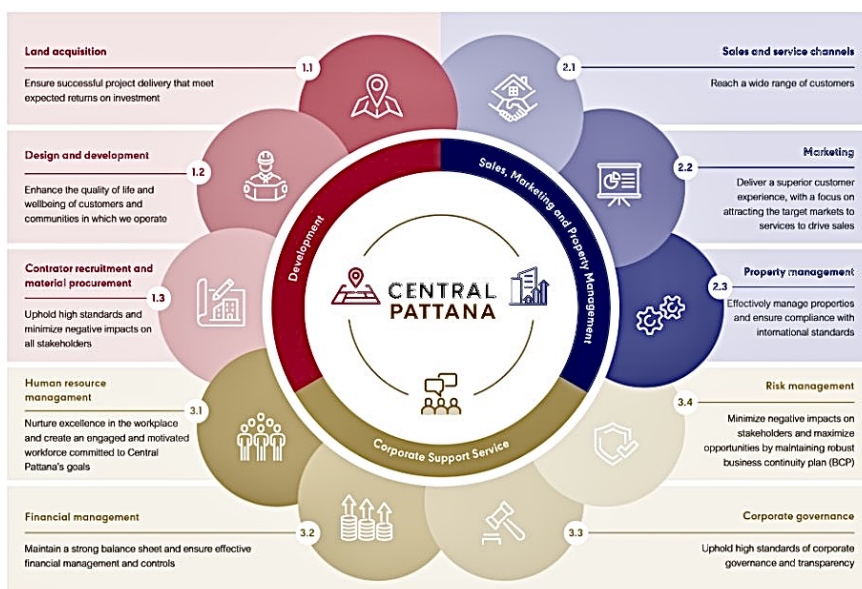 Land acquisition
1.1
Ensure successful project delivery that meet
expected returns on investment
Design and development
1.2
Enhance the quality of life and
wellbeing of customers and
communities in which we operate
Contrator recruitment and
material procurement
1.3
Uphold high standards and
minimize negative impacts on
all stakeholders
Human resource
managament
3.1
Nurture excellence in the workplace
and create an engaged and motivated
workforce committed to Central
Pattana's goals
Financial management
3.2
Maintain a strong balance sheet and ensure effective
financial management and controls
Development
Sales, Marketing and Property Management
CENTRAL
PATTANA
Corporate Support Service
Sales and service channels
2.1
Reach a wide range of customers
Marketing
2.2
Deliver a superior customer
experience, with a focus on
attracting the target markets to
services to drive sales
Property management
2.3
Effectively manage properties
and ensure compliance with
international standards
Risk management
3.4
Minimize negative impacts on
stakeholders and maximize
opportunities by maintaining robust
business continuity plan (BCP)
Corporate governance
3.3
Uphold high standards of corporate
governance and transparency